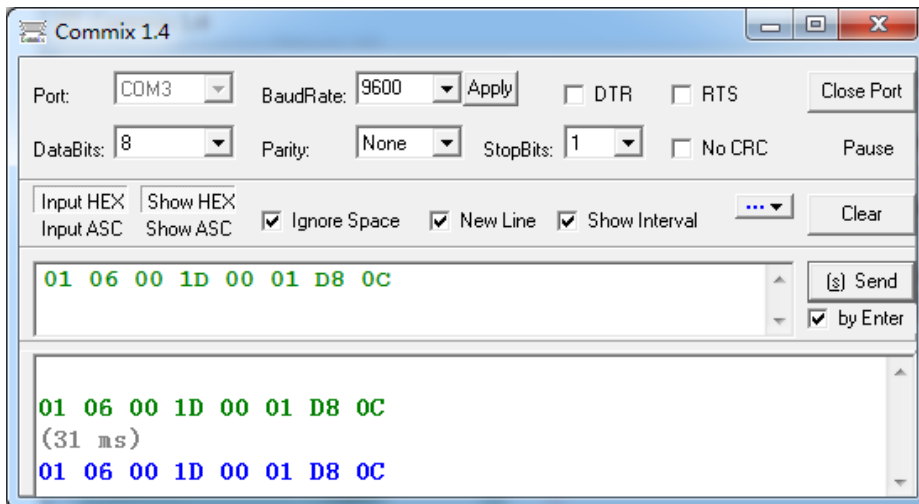 Commix 1.4
Port: COM3 BaudRate: 9600 Apply DTR RTS Close Port
DataBits: 8 Parity: None StopBits: 1 No CRC Pause
Input HEX Show HEX
Input ASC Show ASC Ignore Space New Line Show Interval ... Clear
01 06 00 1D 00 01 D8 0C (s) Send
by Enter
01 06 00 1D 00 01 D8 0C
(31 ms)
01 06 00 1D 00 01 D8 0C